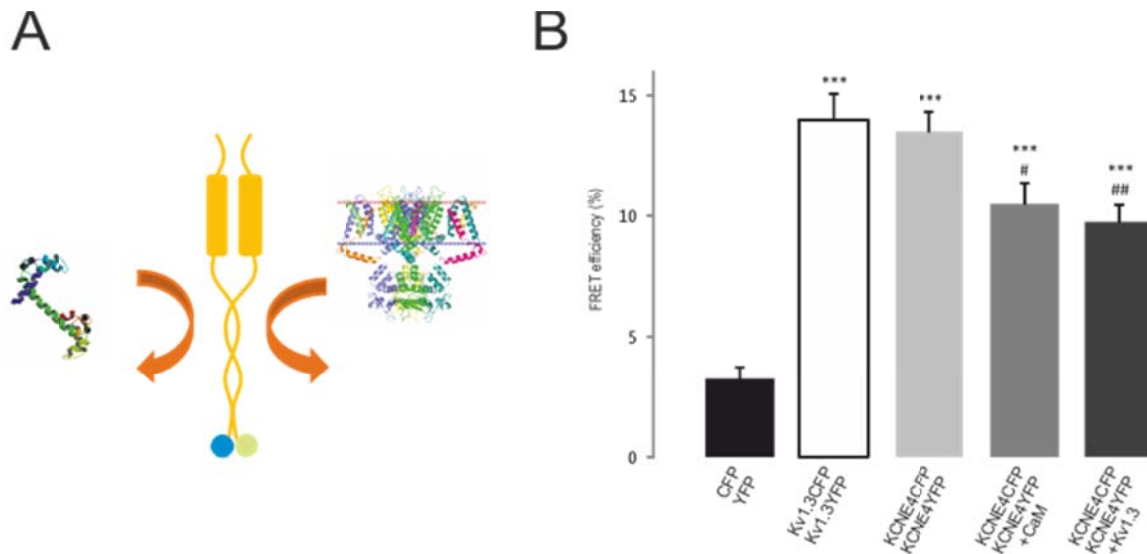 A
B
***
***
***
#
***
##
15
10
5
0
FRET efficiency (%)
CFP
YFP
Kv1.3CFP
Kv1.3YFP
KCNE4CFP
KCNE4YFP
KCNE4CFP
KCNE4YFP
+CaM
KCNE4CFP
KCNE4YFP
+Kv1.3